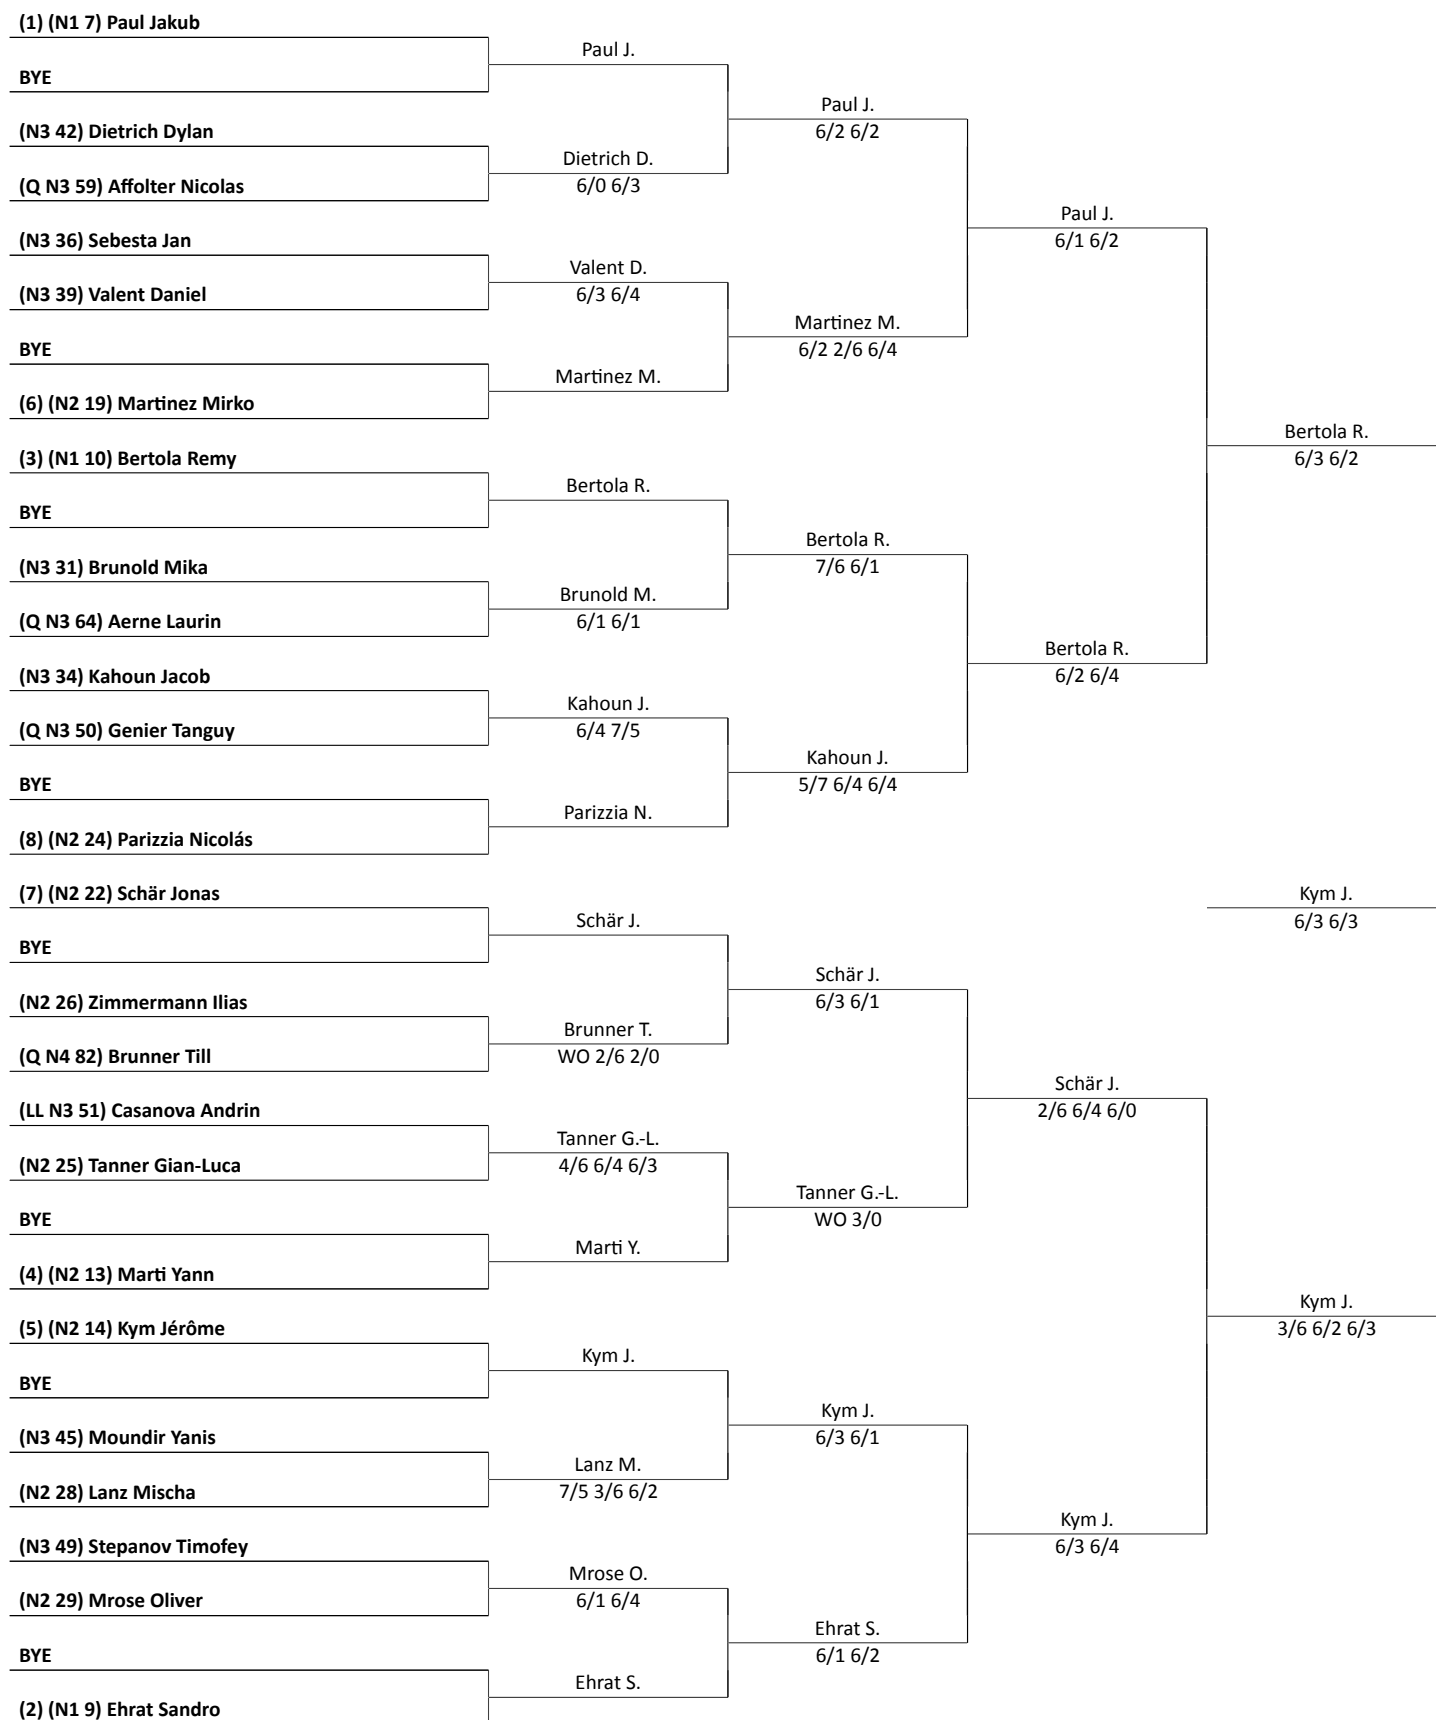 (1) (N1 7) Paul Jakub
Paul J.
BYE
Paul J.
6/2 6/2
(N3 42) Dietrich Dylan
Dietrich D.
6/0 6/3
(Q N3 59) Affolter Nicolas
Paul J.
6/1 6/2
(N3 36) Sebesta Jan
Valent D.
6/3 6/4
(N3 39) Valent Daniel
Martinez M.
6/2 2/6 6/4
BYE
Martinez M.
(6) (N2 19) Martinez Mirko
Bertola R.
6/3 6/2
(3) (N1 10) Bertola Remy
Bertola R.
BYE
Bertola R.
7/6 6/1
(N3 31) Brunold Mika
Brunold M.
6/1 6/1
(Q N3 64) Aerne Laurin
Bertola R.
6/2 6/4
(N3 34) Kahoun Jacob
Kahoun J.
6/4 7/5
(Q N3 50) Genier Tanguy
Kahoun J.
5/7 6/4 6/4
BYE
Parizzia N.
(8) (N2 24) Parizzia Nicolás
(7) (N2 22) Schär Jonas
Kym J.
6/3 6/3
Schär J.
BYE
Schär J.
6/3 6/1
(N2 26) Zimmermann Ilias
Brunner T.
WO 2/6 2/0
(Q N4 82) Brunner Till
Schär J.
2/6 6/4 6/0
(LL N3 51) Casanova Andrin
Tanner G.-L.
4/6 6/4 6/3
(N2 25) Tanner Gian-Luca
Tanner G.-L.
WO 3/0
BYE
Marti Y.
(4) (N2 13) Marti Yann
Kym J.
3/6 6/2 6/3
(5) (N2 14) Kym Jérôme
Kym J.
BYE
Kym J.
6/3 6/1
(N3 45) Moundir Yanis
Lanz M.
7/5 3/6 6/2
(N2 28) Lanz Mischa
Kym J.
6/3 6/4
(N3 49) Stepanov Timofey
Mrose O.
6/1 6/4
(N2 29) Mrose Oliver
Ehrat S.
6/1 6/2
BYE
Ehrat S.
(2) (N1 9) Ehrat Sandro